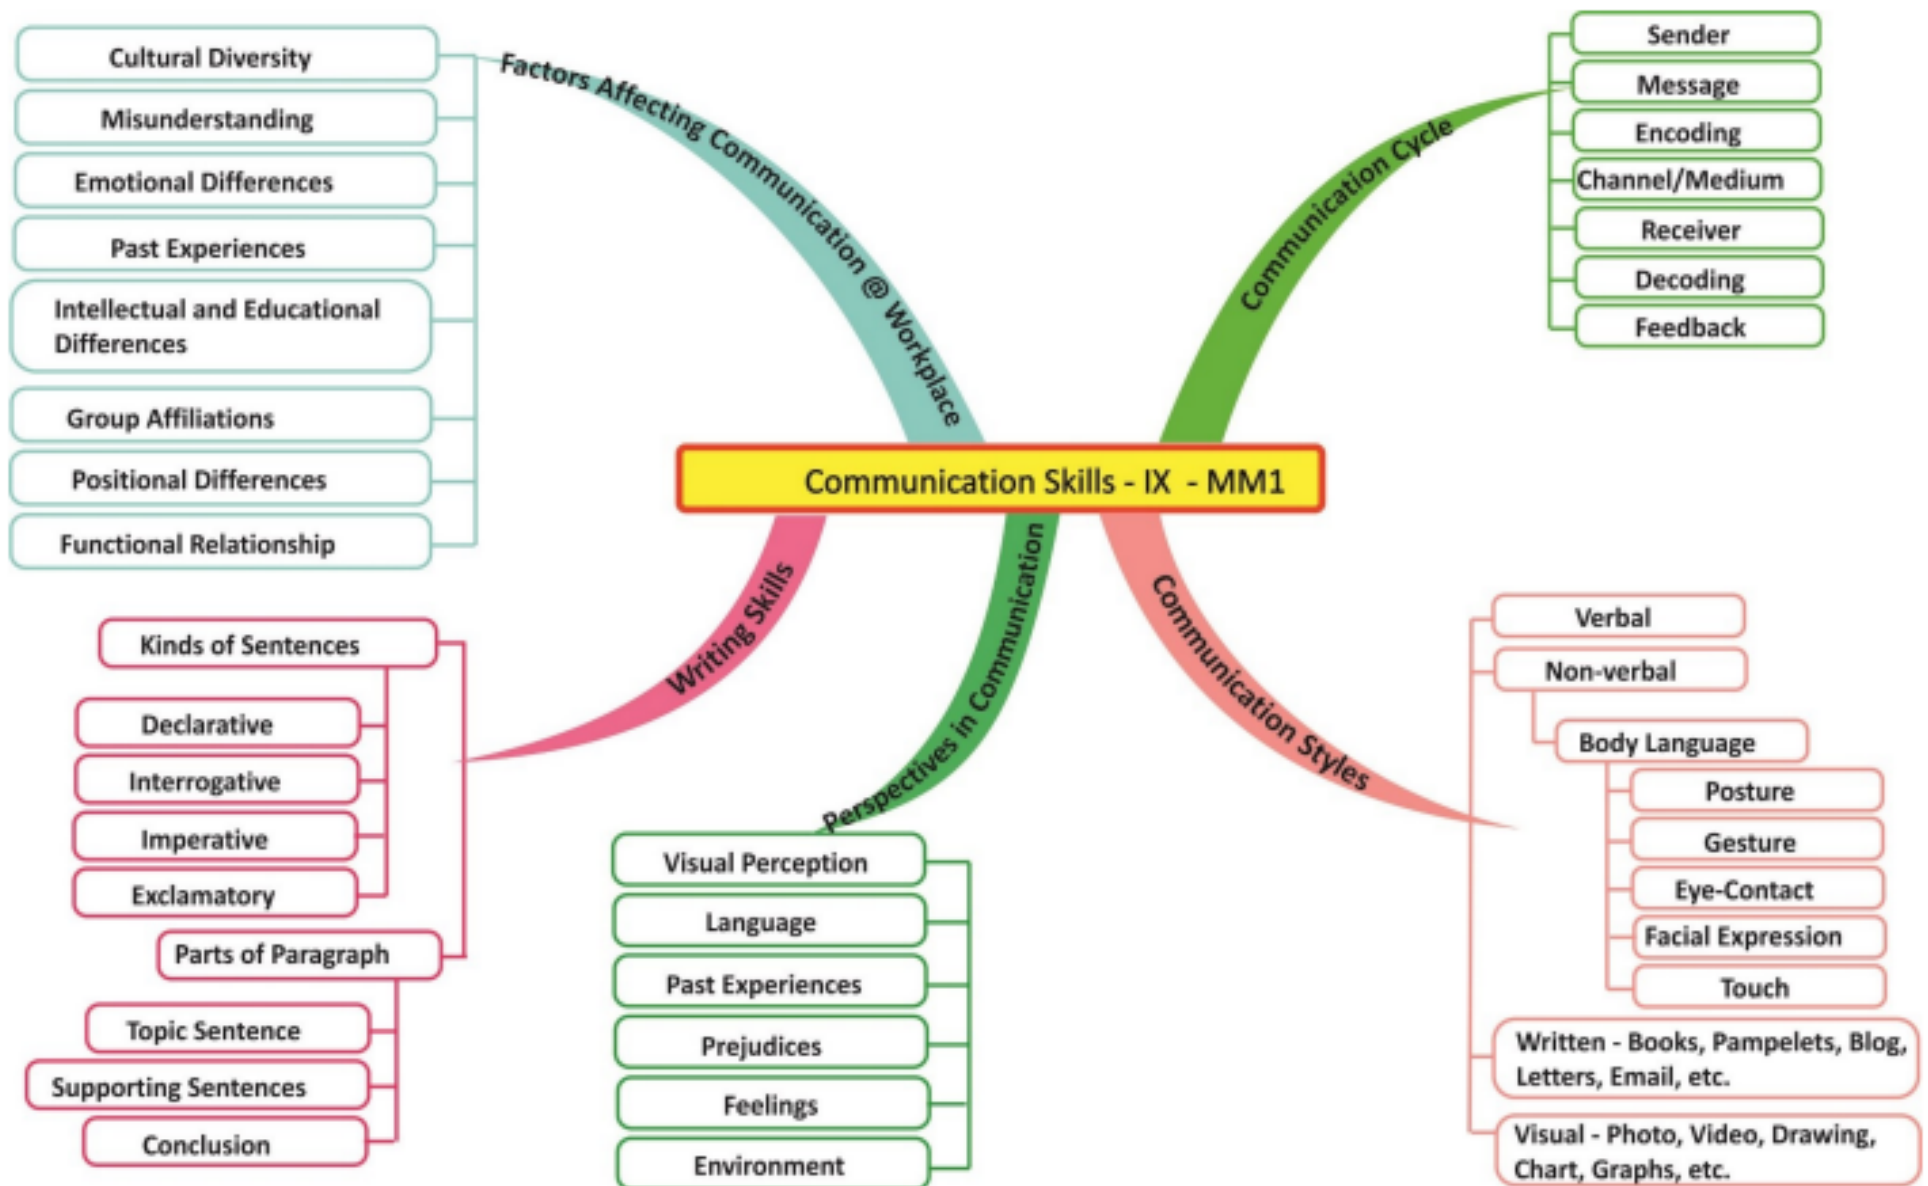 Communication Skills - IX - MM1
Factors Affecting Communication @ Workplace
Cultural Diversity
Misunderstanding
Emotional Differences
Past Experiences
Intellectual and Educational
Differences
Group Affiliations
Positional Differences
Functional Relationship
Communication Cycle
Sender
Message
Encoding
Channel/Medium
Receiver
Decoding
Feedback
Writing Skills
Kinds of Sentences
Declarative
Interrogative
Imperative
Exclamatory
Parts of Paragraph
Topic Sentence
Supporting Sentences
Conclusion
Perspectives in Communication
Visual Perception
Language
Past Experiences
Prejudices
Feelings
Environment
Communication Styles
Verbal
Non-verbal
Body Language
Posture
Gesture
Eye-Contact
Facial Expression
Touch
Written - Books, Pampelets, Blog,
Letters, Email, etc.
Visual - Photo, Video, Drawing,
Chart, Graphs, etc.